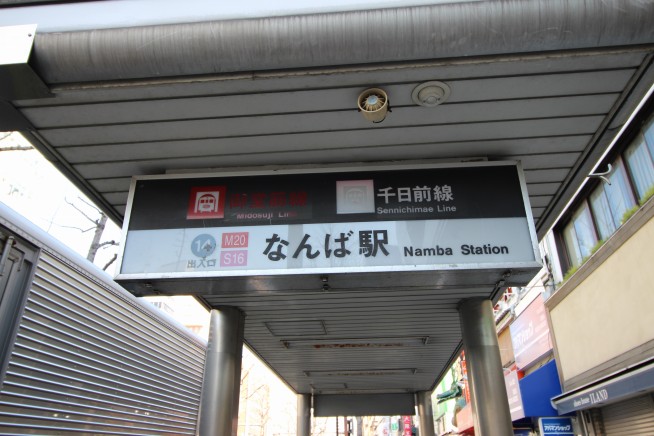 御堂筋線
Midosuji Line
千日前線
Sennichimae Line
出入口
M20
S16
なんば駅
Namba Station
ILAND